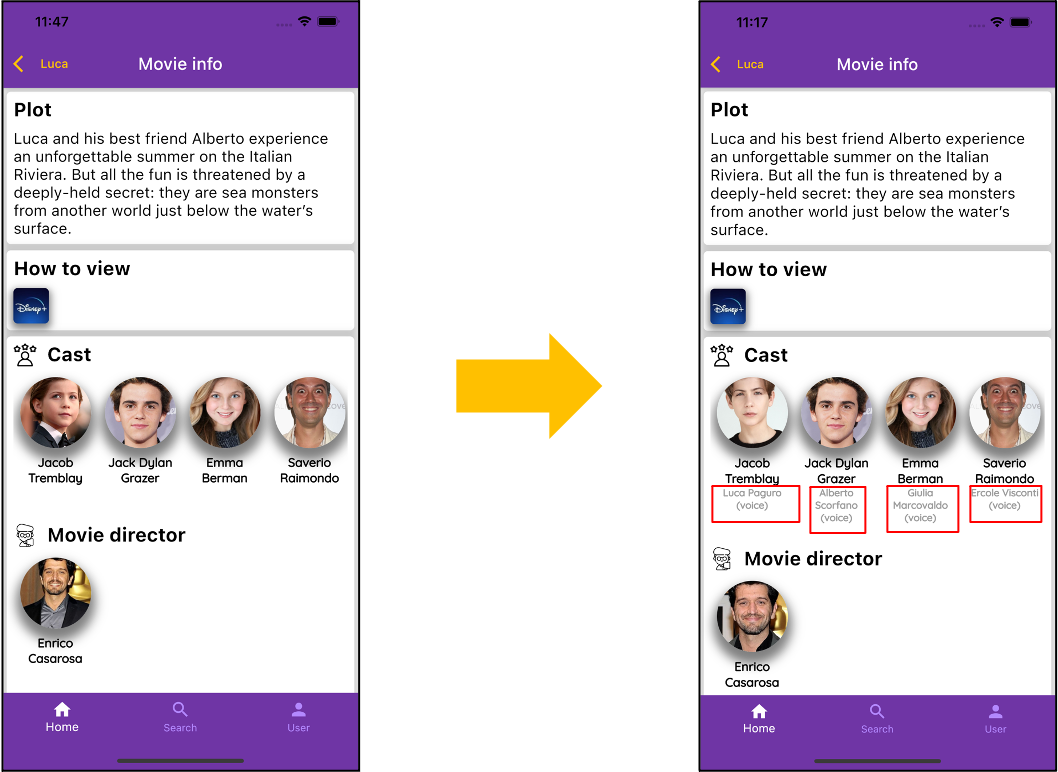 11:47
Luca
Movie info
Plot
Luca and his best friend Alberto experience
an unforgettable summer on the Italian
Riviera. But all the fun is threatened by a
deeply-held secret: they are sea monsters
from another world just below the water's
surface.
How to view
Disney+
Cast
Jacob
Tremblay
Jack Dylan
Grazer
Emma
Berman
Saverio
Raimondo
Movie director
Enrico
Casarosa
Home
Search
User
11:17
Luca
Movie info
Plot
Luca and his best friend Alberto experience
an unforgettable summer on the Italian
Riviera. But all the fun is threatened by a
deeply-held secret: they are sea monsters
from another world just below the water's
surface.
How to view
Disney+
Cast
Jacob
Tremblay
Luca Paguro
(voice)
Jack Dylan
Grazer
Alberto
Scorfano
(voice)
Emma
Berman
Giulia
Marcovaldo
(voice)
Saverio
Raimondo
Ercole Visconti
(voice)
Movie director
Enrico
Casarosa
Home
Search
User